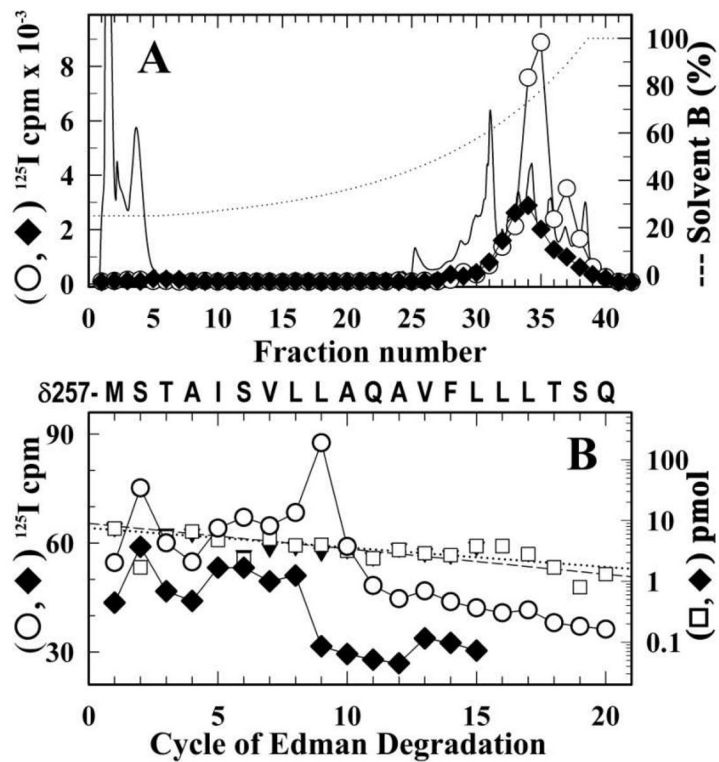 A
(○, ◆) ¹²⁵I cpm x 10⁻³
8
6
4
2
0
--- Solvent B (%)
100
80
60
40
20
0
0 5 10 15 20 25 30 35 40
Fraction number
δ257- M S T A I S V L L A Q A V F L L L T S Q
B
(○, ◆) ¹²⁵I cpm
90
60
30
(□, ◆) pmol
100
10
1
0.1
0 5 10 15 20
Cycle of Edman Degradation